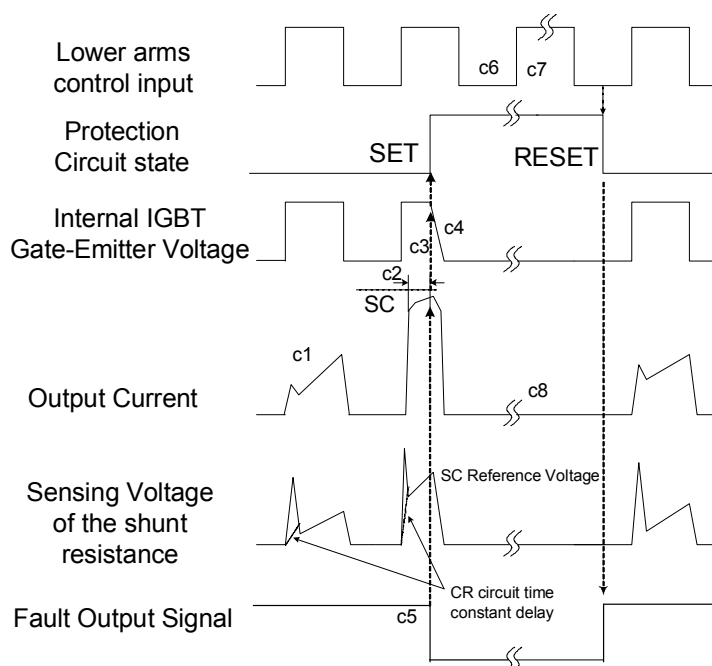 Lower arms
control input
c6
c7
Protection
Circuit state
SET
RESET
Internal IGBT
Gate-Emitter Voltage
c4
c3
c2
SC
c1
Output Current
c8
SC Reference Voltage
Sensing Voltage
of the shunt
resistance
CR circuit time
constant delay
Fault Output Signal
c5